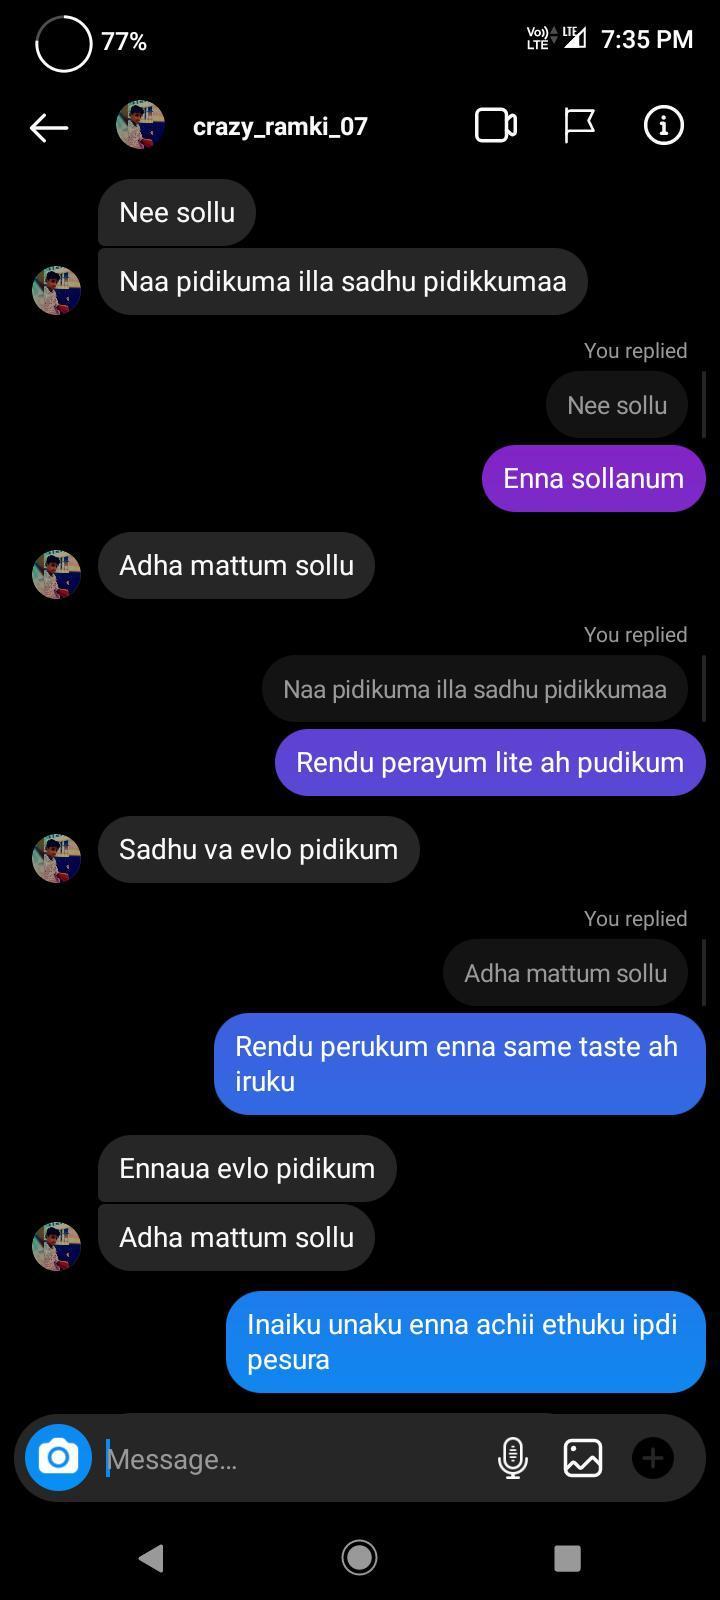 77%
Vo)) LTE LTE 7:35 PM
crazy_ramki_07
Nee sollu
Naa pidikuma illa sadhu pidikkumaa
You replied
Nee sollu
Enna sollanum
Adha mattum sollu
You replied
Naa pidikuma illa sadhu pidikkumaa
Rendu perayum lite ah pudikum
Sadhu va evlo pidikum
You replied
Adha mattum sollu
Rendu perukum enna same taste ah
iruku
Ennaua evlo pidikum
Adha mattum sollu
Inaiku unaku enna achii ethuku ipdi
pesura
Message…